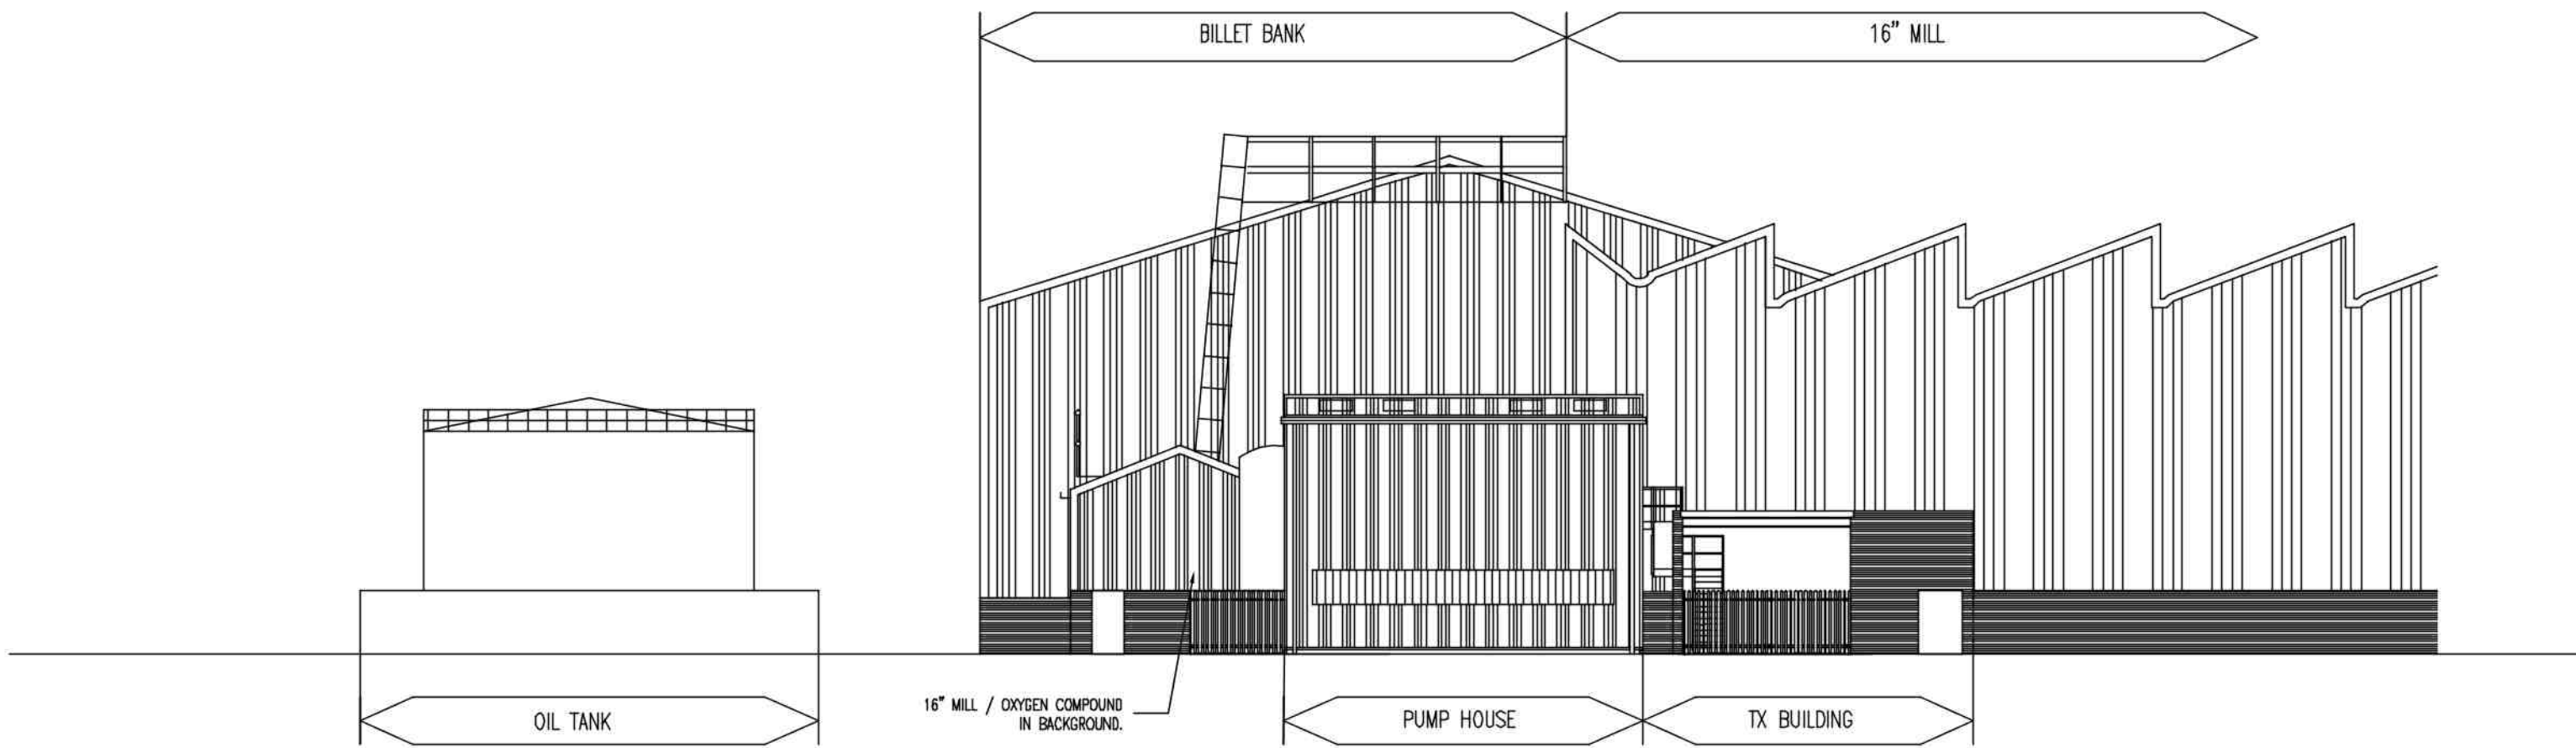 BILLET BANK
16" MILL
16" MILL / OXYGEN COMPOUND
IN BACKGROUND.
OIL TANK
PUMP HOUSE
TX BUILDING